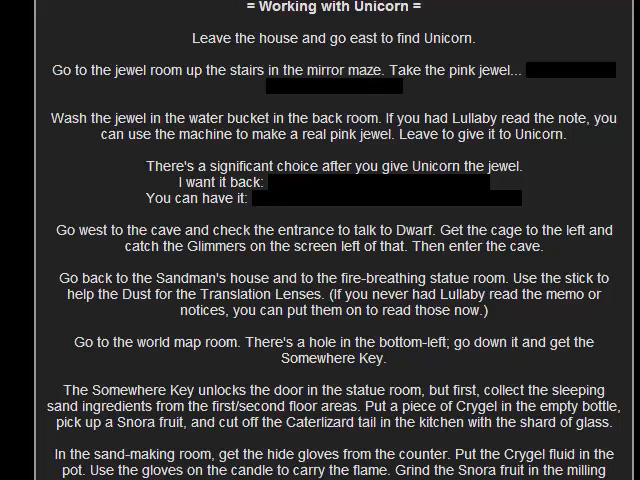 = Working with Unicorn =
Leave the house and go east to find Unicorn.
Go to the jewel room up the stairs in the mirror maze. Take the pink jewel...
Wash the jewel in the water bucket in the back room. If you had Lullaby read the note, you
can use the machine to make a real pink jewel. Leave to give it to Unicorn.
There's a significant choice after you give Unicorn the jewel.
I want it back:
You can have it:
Go west to the cave and check the entrance to talk to Dwarf. Get the cage to the left and
catch the Glimmers on the screen left of that. Then enter the cave.
Go back to the Sandman's house and to the fire-breathing statue room. Use the stick to
help the Dust for the Translation Lenses. (If you never had Lullaby read the memo or
notices, you can put them on to read those now.)
Go to the world map room. There's a hole in the bottom-left; go down it and get the
Somewhere Key.
The Somewhere Key unlocks the door in the statue room, but first, collect the sleeping
sand ingredients from the first/second floor areas. Put a piece of Crygel in the empty bottle,
pick up a Snora fruit, and cut off the Caterlizard tail in the kitchen with the shard of glass.
In the sand-making room, get the hide gloves from the counter. Put the Crygel fluid in the
pot. Use the gloves on the candle to carry the flame. Grind the Snora fruit in the milling